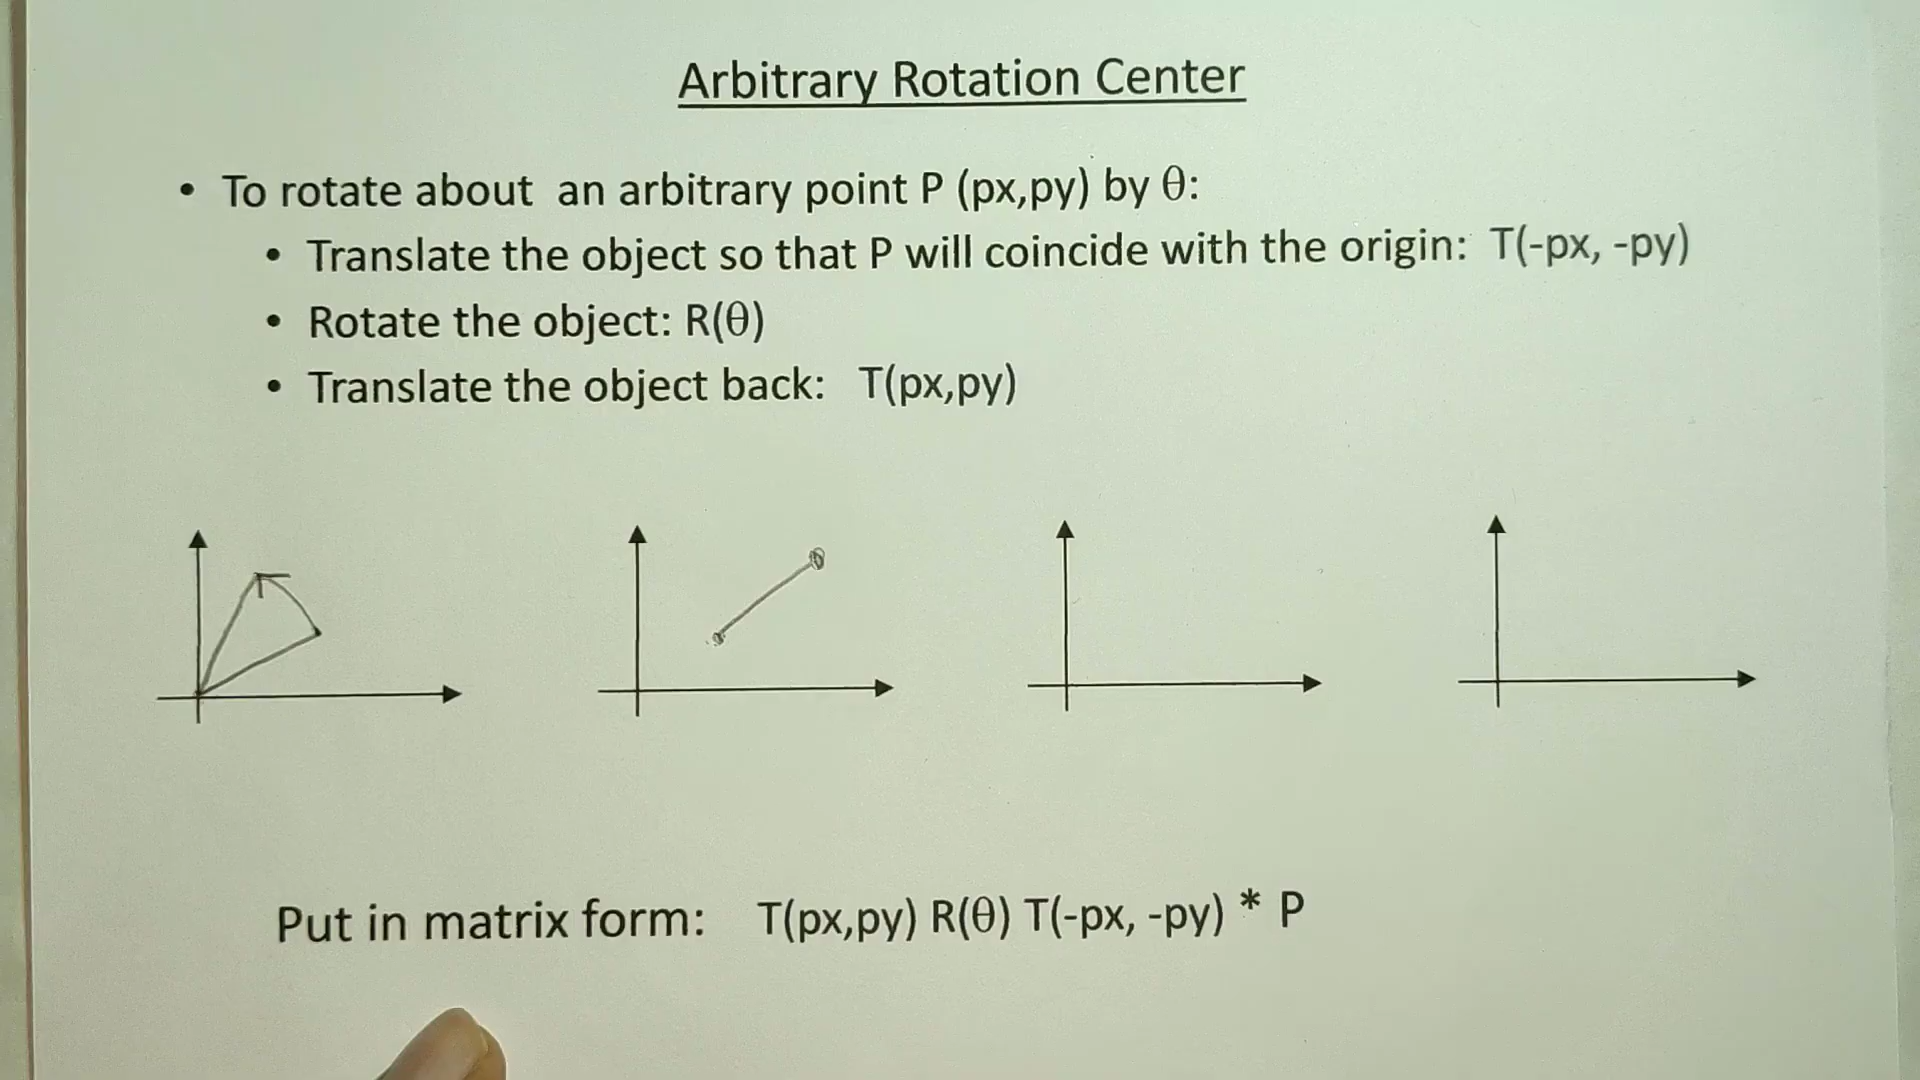 Arbitrary Rotation Center
• To rotate about an arbitrary point P (px,py) by θ:
• Translate the object so that P will coincide with the origin: T(-px, -py)
• Rotate the object: R(θ)
• Translate the object back: T(px,py)
Put in matrix form: T(px,py) R(θ) T(-px, -py) * P